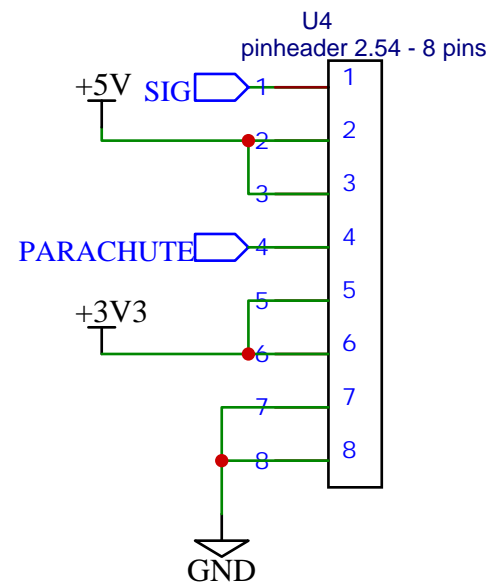 U4
pinheader 2.54 - 8 pins
+5V
SIG 1 1
2 2
3 3
PARACHUTE 4 4
5 5
+3V3
6 6
7 7
8 8
GND